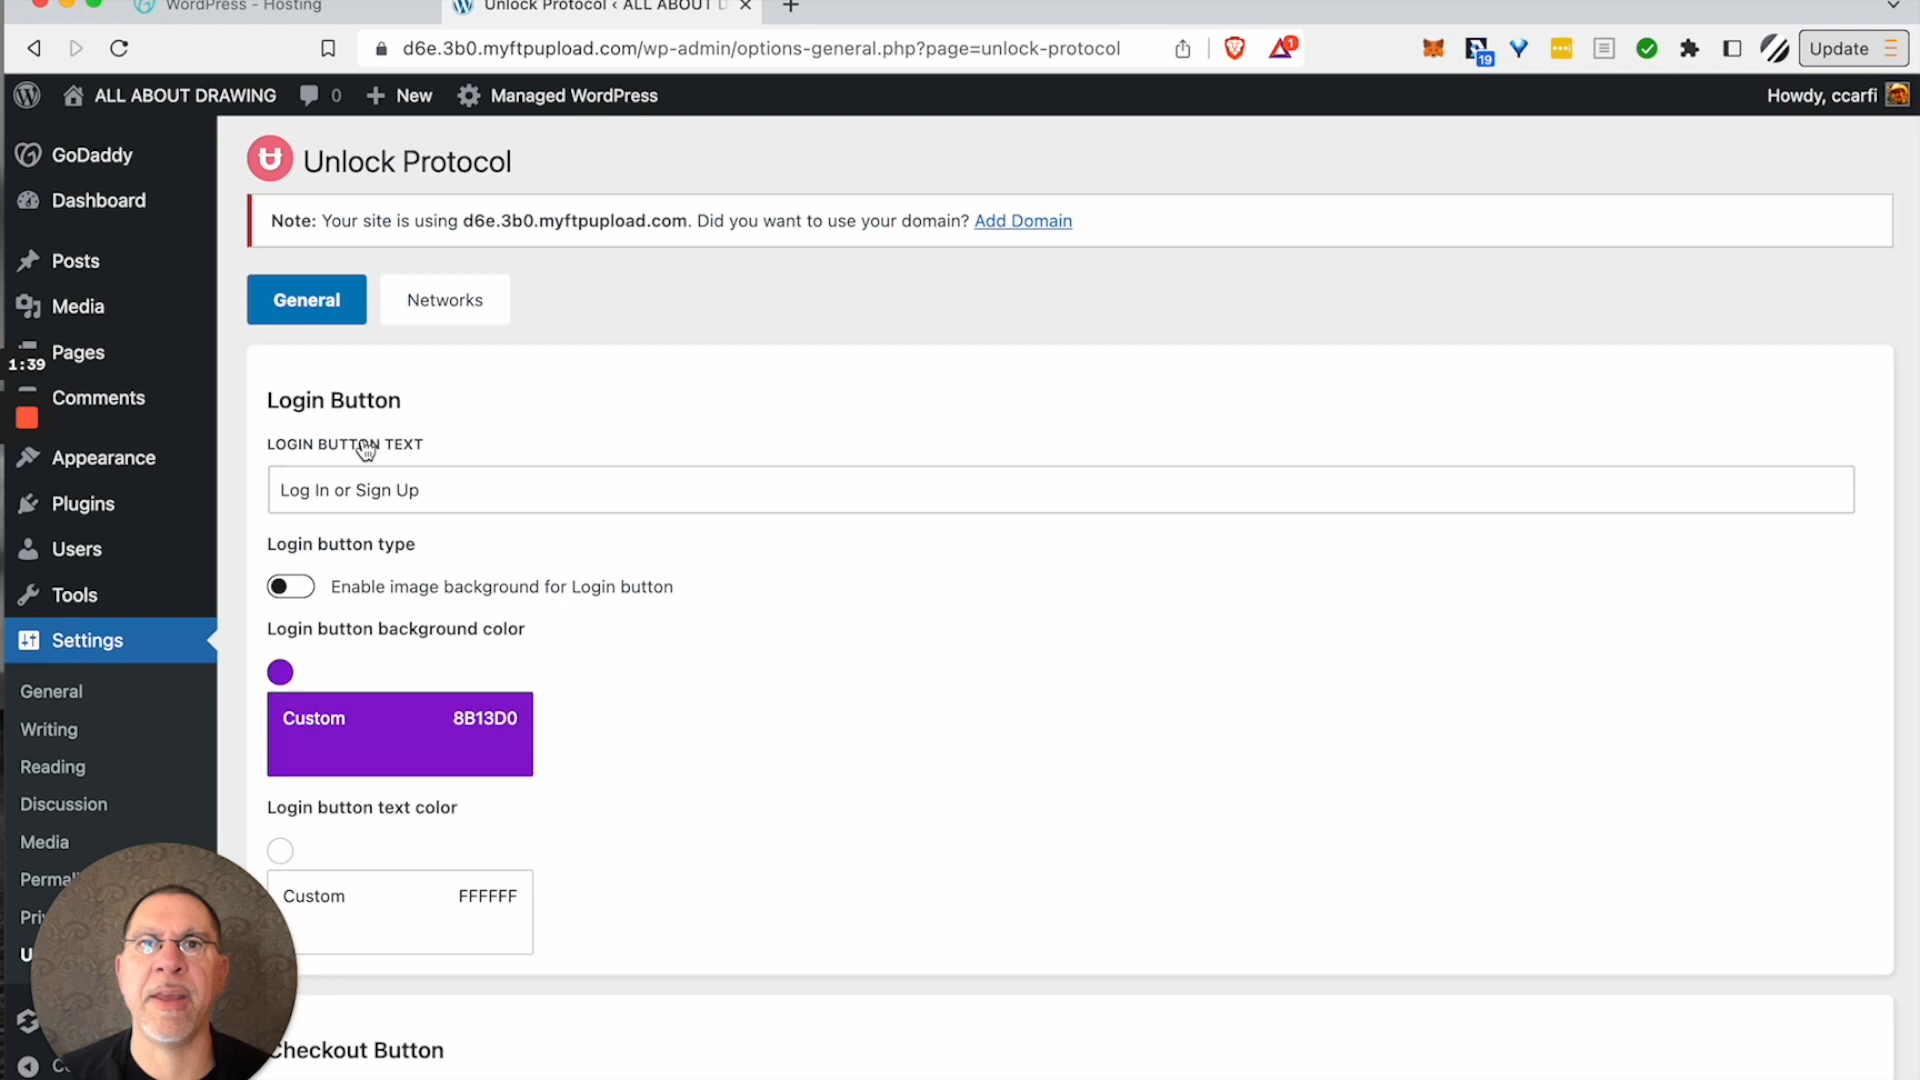 WordPress - Hosting
Unlock Protocol ‹ ALL ABOUT D
d6e.3b0.myftpupload.com/wp-admin/options-general.php?page=unlock-protocol
1
19
Update
ALL ABOUT DRAWING
0
New
Managed WordPress
Howdy, ccarfi
GoDaddy
Dashboard
Posts
Media
Pages
1:39
Comments
Appearance
Plugins
Users
Tools
Settings
General
Writing
Reading
Discussion
Media
Unlock Protocol
Note: Your site is using d6e.3b0.myftpupload.com. Did you want to use your domain? Add Domain
General
Networks
Login Button
LOGIN BUTTON TEXT
Log In or Sign Up
Login button type
Enable image background for Login button
Login button background color
Custom 8B13D0
Login button text color
Custom FFFFFF
Checkout Button